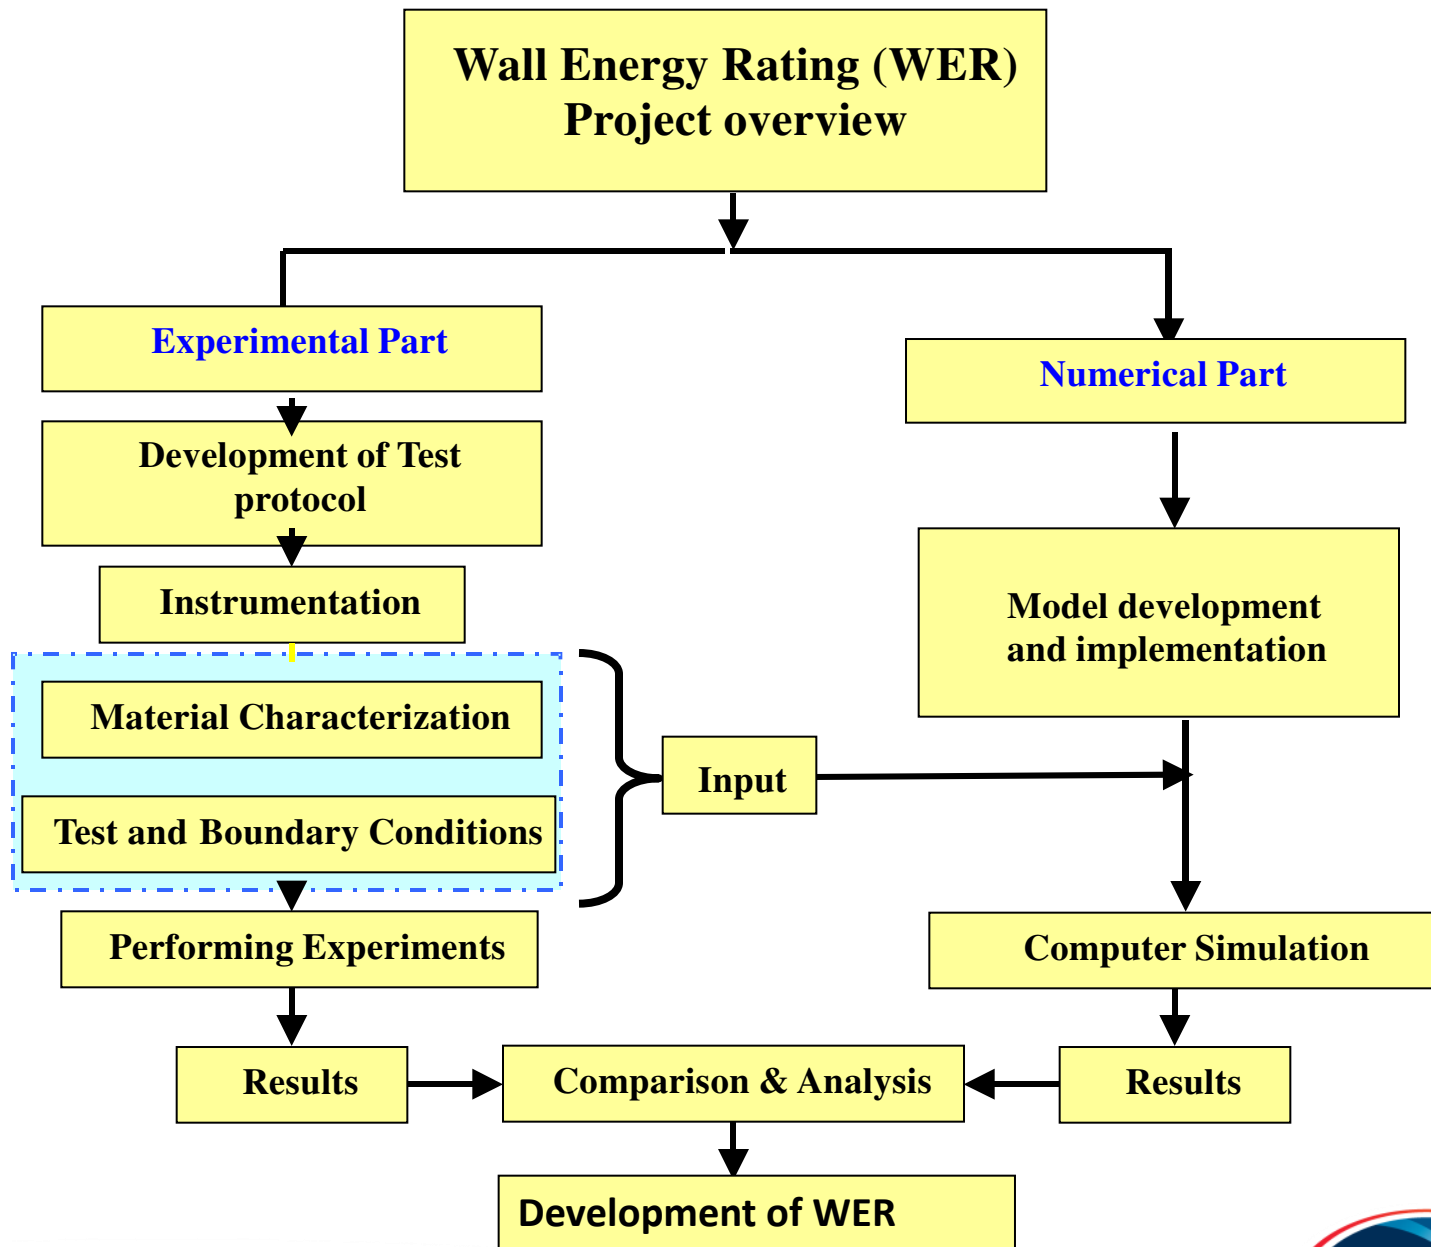 Wall Energy Rating (WER)
Project overview
Experimental Part
Numerical Part
Development of Test
protocol
Instrumentation
Model development
and implementation
Material Characterization
Input
Test and Boundary Conditions
Performing Experiments
Computer Simulation
Results
Comparison & Analysis
Results
Development of WER